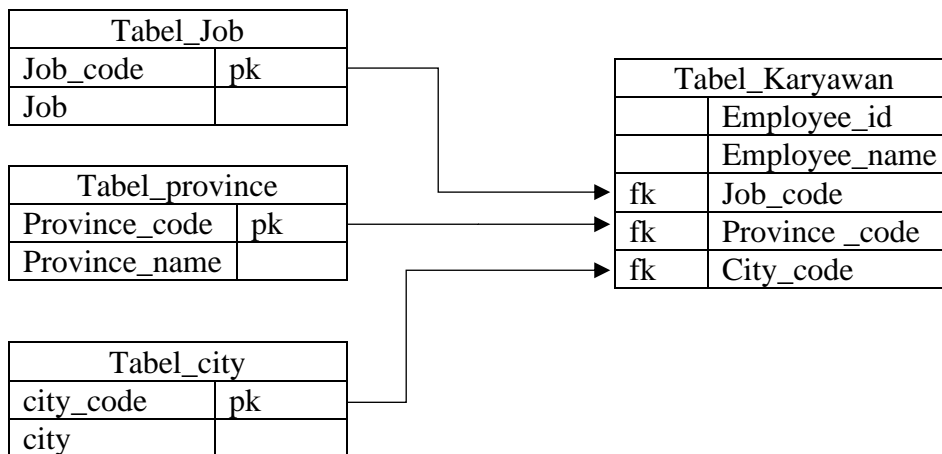 Tabel_Job
Job_code pk
Job
Tabel_province
Province_code pk
Province_name
Tabel_city
city_code pk
city
Tabel_Karyawan
Employee_id
Employee_name
fk Job_code
fk Province _code
fk City_code